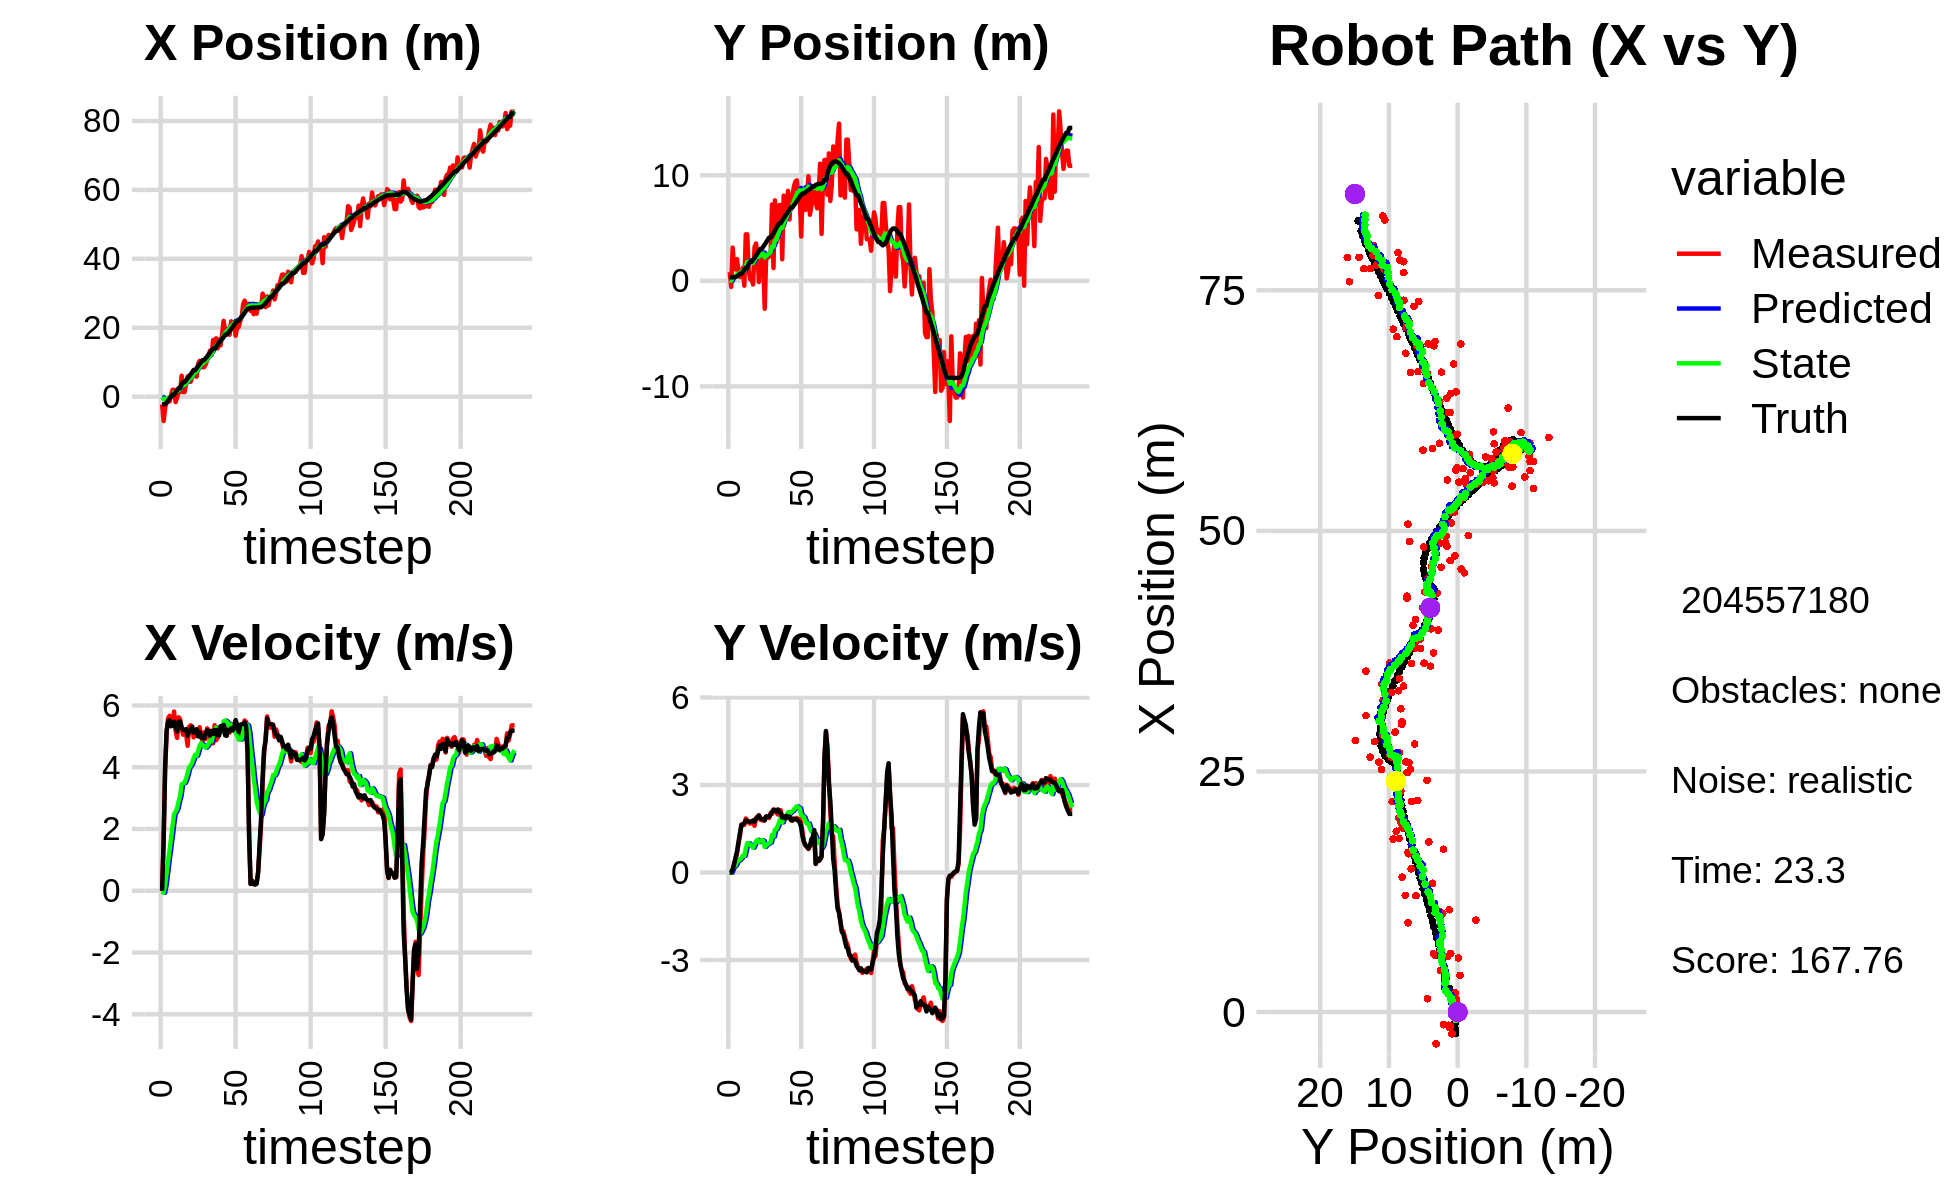 X Position (m)
80
60
40
20
0
0
50
100
150
200
timestep
Y Position (m)
10
0
-10
0
50
100
150
200
timestep
X Velocity (m/s)
6
4
2
0
-2
-4
0
50
100
150
200
timestep
Y Velocity (m/s)
6
3
0
-3
0
50
100
150
200
timestep
Robot Path (X vs Y)
X Position (m)
75
50
25
0
20 10 0 -10 -20
Y Position (m)
variable
Measured
Predicted
State
Truth
204557180
Obstacles: none
Noise: realistic
Time: 23.3
Score: 167.76